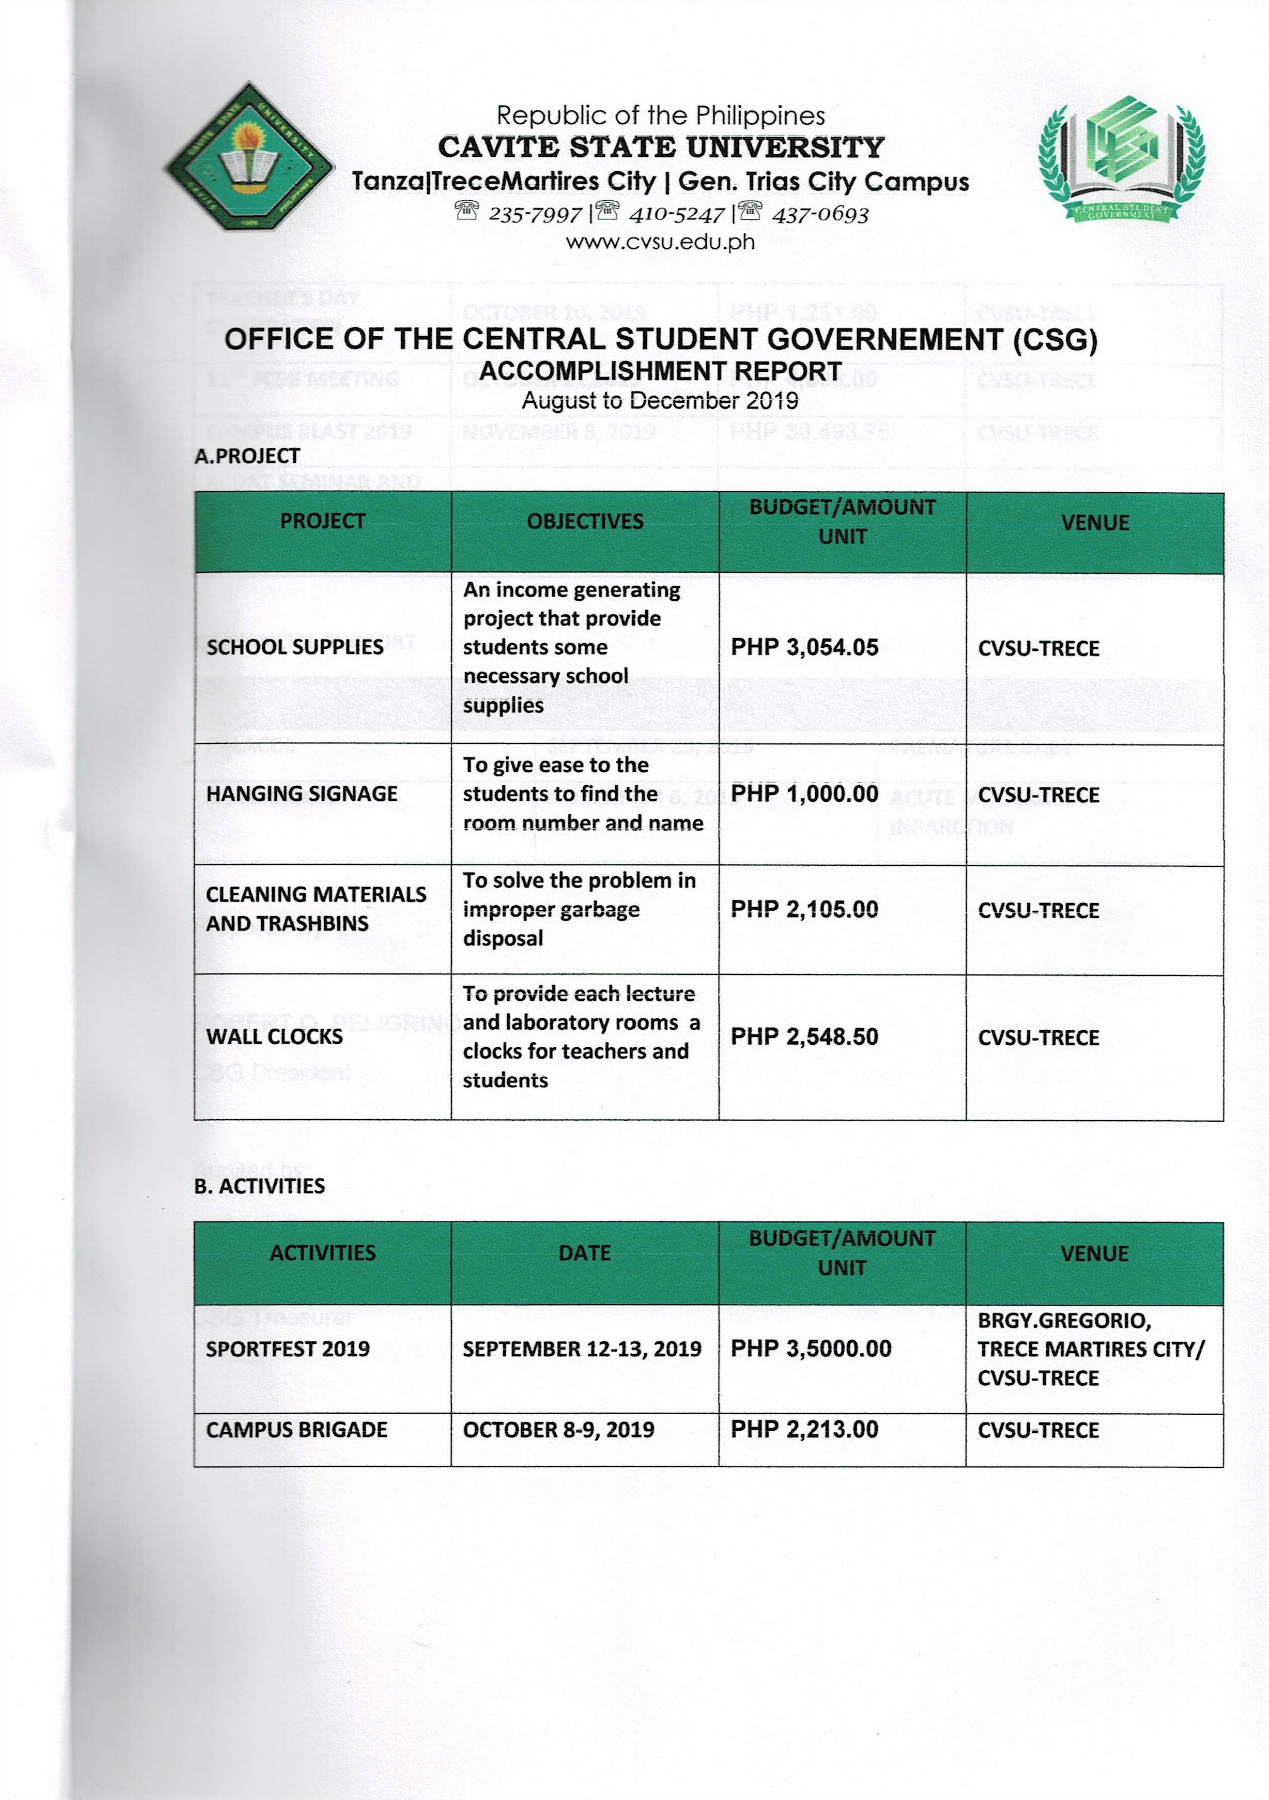 Republic of the Philippines
CAVITE STATE UNIVERSITY
Tanza|TreceMartires City | Gen. Trias City Campus
☏ 235-7997 |☏ 410-5247 |☏ 437-0693
www.cvsu.edu.ph
CAVITE STATE UNIVERSITY
CAVITE PHILIPPINES
CENTRAL STUDENT
GOVERNMENT
OFFICE OF THE CENTRAL STUDENT GOVERNEMENT (CSG)
ACCOMPLISHMENT REPORT
August to December 2019
A.PROJECT
PROJECT
OBJECTIVES
BUDGET/AMOUNT
UNIT
VENUE
SCHOOL SUPPLIES
An income generating
project that provide
students some
necessary school
supplies
PHP 3,054.05
CVSU-TRECE
HANGING SIGNAGE
To give ease to the
students to find the
room number and name
PHP 1,000.00
CVSU-TRECE
CLEANING MATERIALS
AND TRASHBINS
To solve the problem in
improper garbage
disposal
PHP 2,105.00
CVSU-TRECE
WALL CLOCKS
To provide each lecture
and laboratory rooms a
clocks for teachers and
students
PHP 2,548.50
CVSU-TRECE
B. ACTIVITIES
ACTIVITIES
DATE
BUDGET/AMOUNT
UNIT
VENUE
SPORTFEST 2019
SEPTEMBER 12-13, 2019
PHP 3,5000.00
BRGY.GREGORIO,
TRECE MARTIRES CITY/
CVSU-TRECE
CAMPUS BRIGADE
OCTOBER 8-9, 2019
PHP 2,213.00
CVSU-TRECE